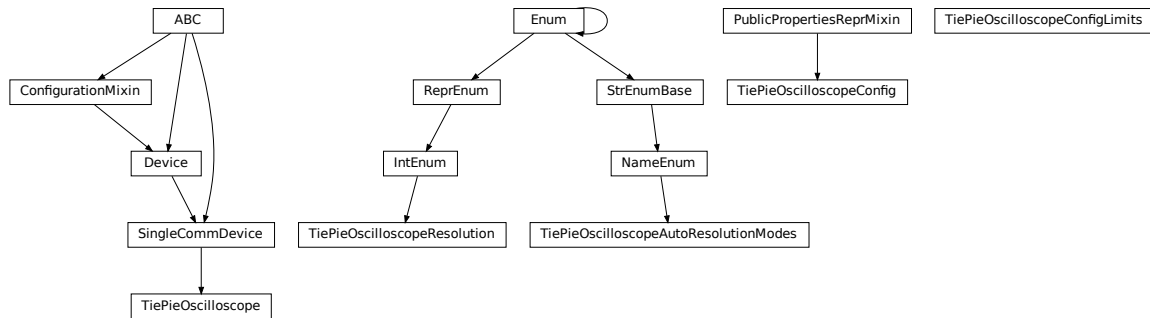 ABC
Enum
PublicPropertiesReprMixin
TiePieOscilloscopeConfigLimits
ConfigurationMixin
ReprEnum
StrEnumBase
TiePieOscilloscopeConfig
Device
IntEnum
NameEnum
SingleCommDevice
TiePieOscilloscopeResolution
TiePieOscilloscopeAutoResolutionModes
TiePieOscilloscope